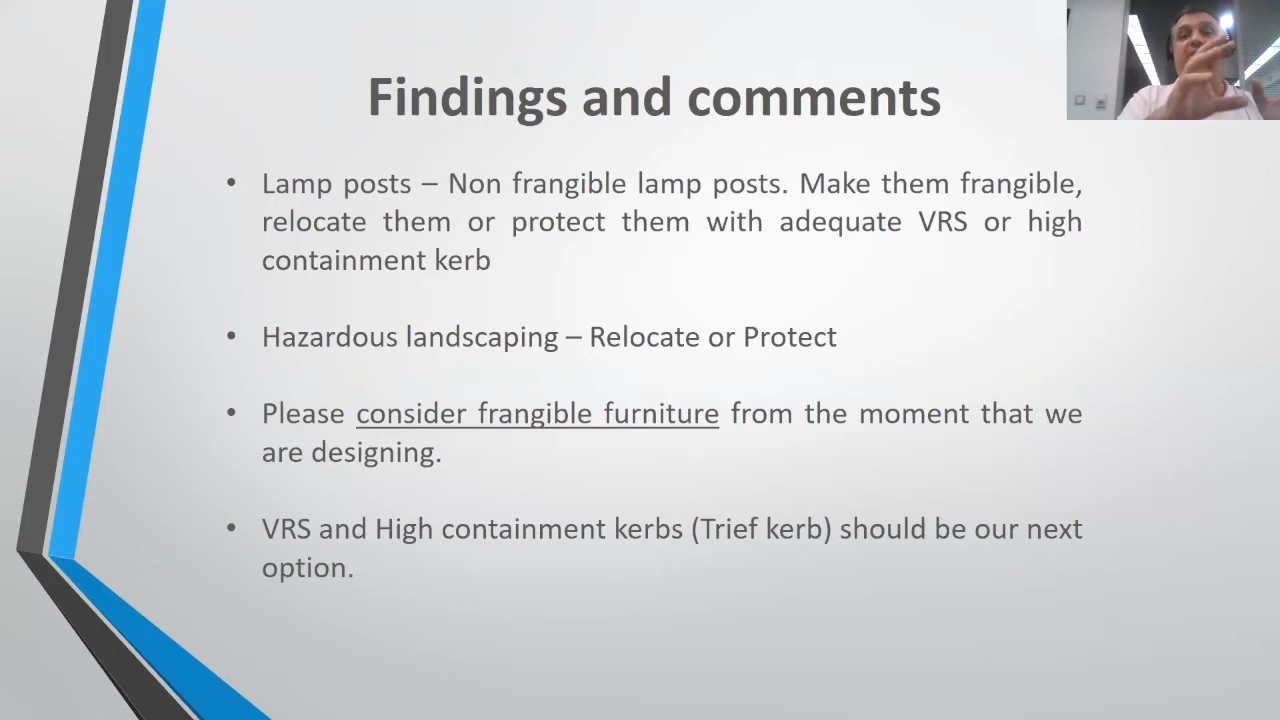 Findings and comments
• Lamp posts – Non frangible lamp posts. Make them frangible,
relocate them or protect them with adequate VRS or high
containment kerb
• Hazardous landscaping – Relocate or Protect
• Please consider frangible furniture from the moment that we
are designing.
• VRS and High containment kerbs (Trief kerb) should be our next
option.